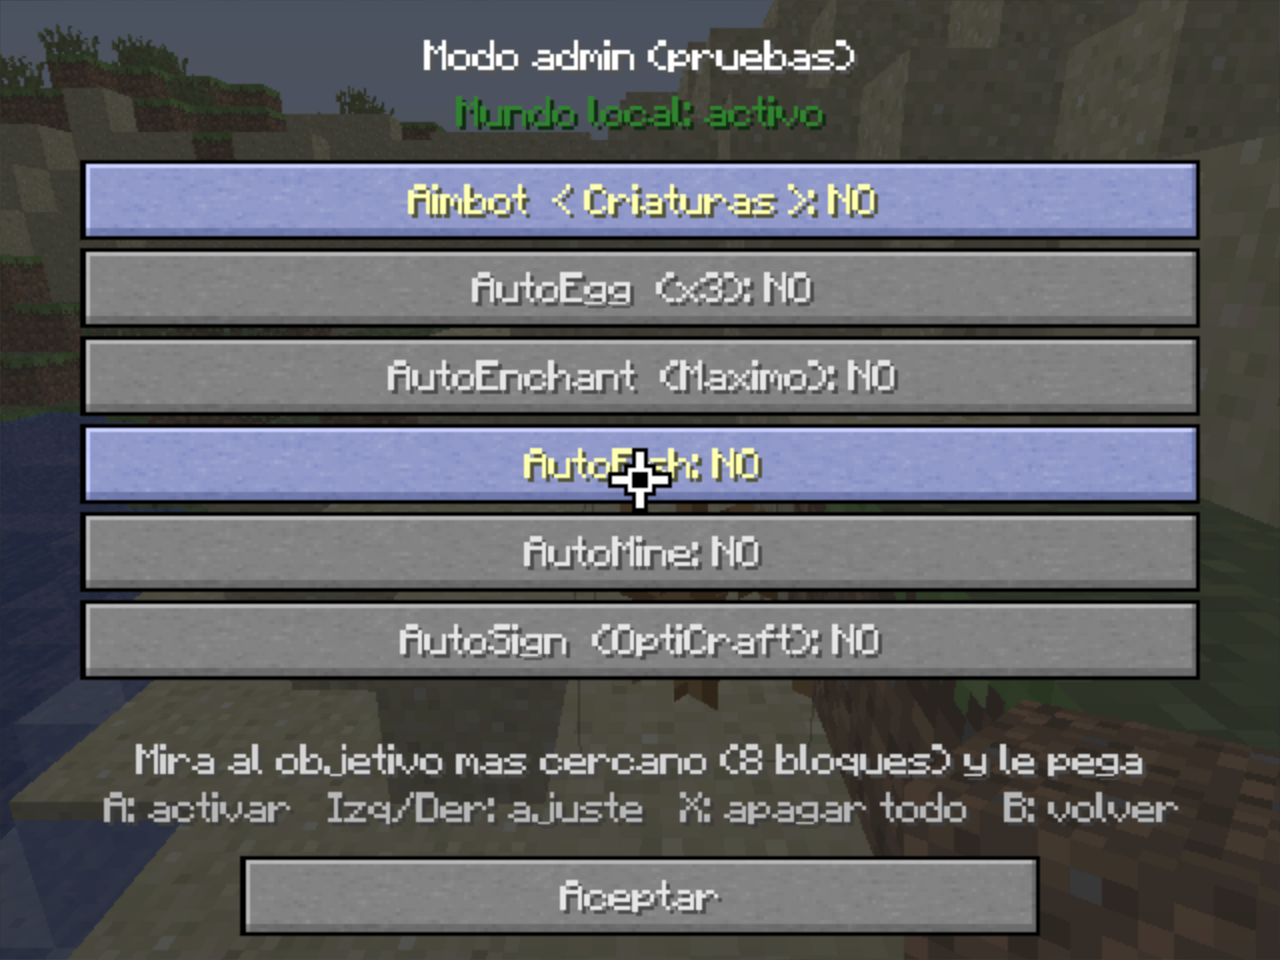 Modo admin (pruebas)
Mundo local: activo
Aimbot < Criaturas >: NO
AutoEgg (x3): NO
AutoEnchant (Maximo): NO
AutoFish: NO
AutoMine: NO
AutoSign (OptiCraft): NO
Mira al objetivo mas cercano (8 bloques) y le pega
A: activar Izq/Der: ajuste X: apagar todo B: volver
Aceptar